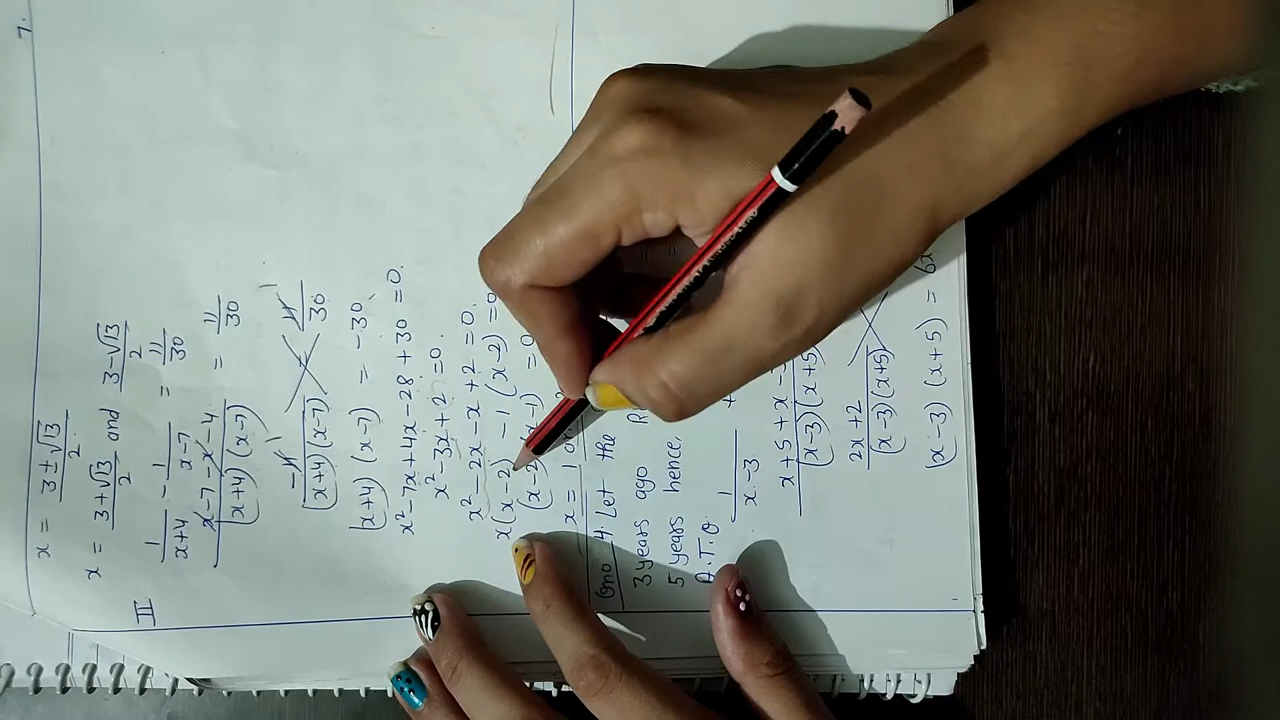 7.
x = 3 ± √13 / 2
x = 3+√13 / 2 and 3-√13 / 2
II 1/x+4 - 1/x-7 = 11/30
x-7-x-4 / (x+4)(x-7) = 11/30
-11 / (x+4)(x-7) = 11/30
1 1
(x+4) (x-7) = -30
x² -7x + 4x - 28 + 30 = 0.
x² - 3x + 2 = 0.
x² - 2x - x + 2 = 0
x(x-2) - 1 (x-2) = 0
(x-2) x-1) = 0
x = 1 or
Qno 4 Let the
3 years ago
5 years hence,
A.T.Q.
1/x-3 +
x+5 + x - / (x-3) (x+5)
2x+2 / (x-3) (x+5)
(x-3) (x+5) = 6x